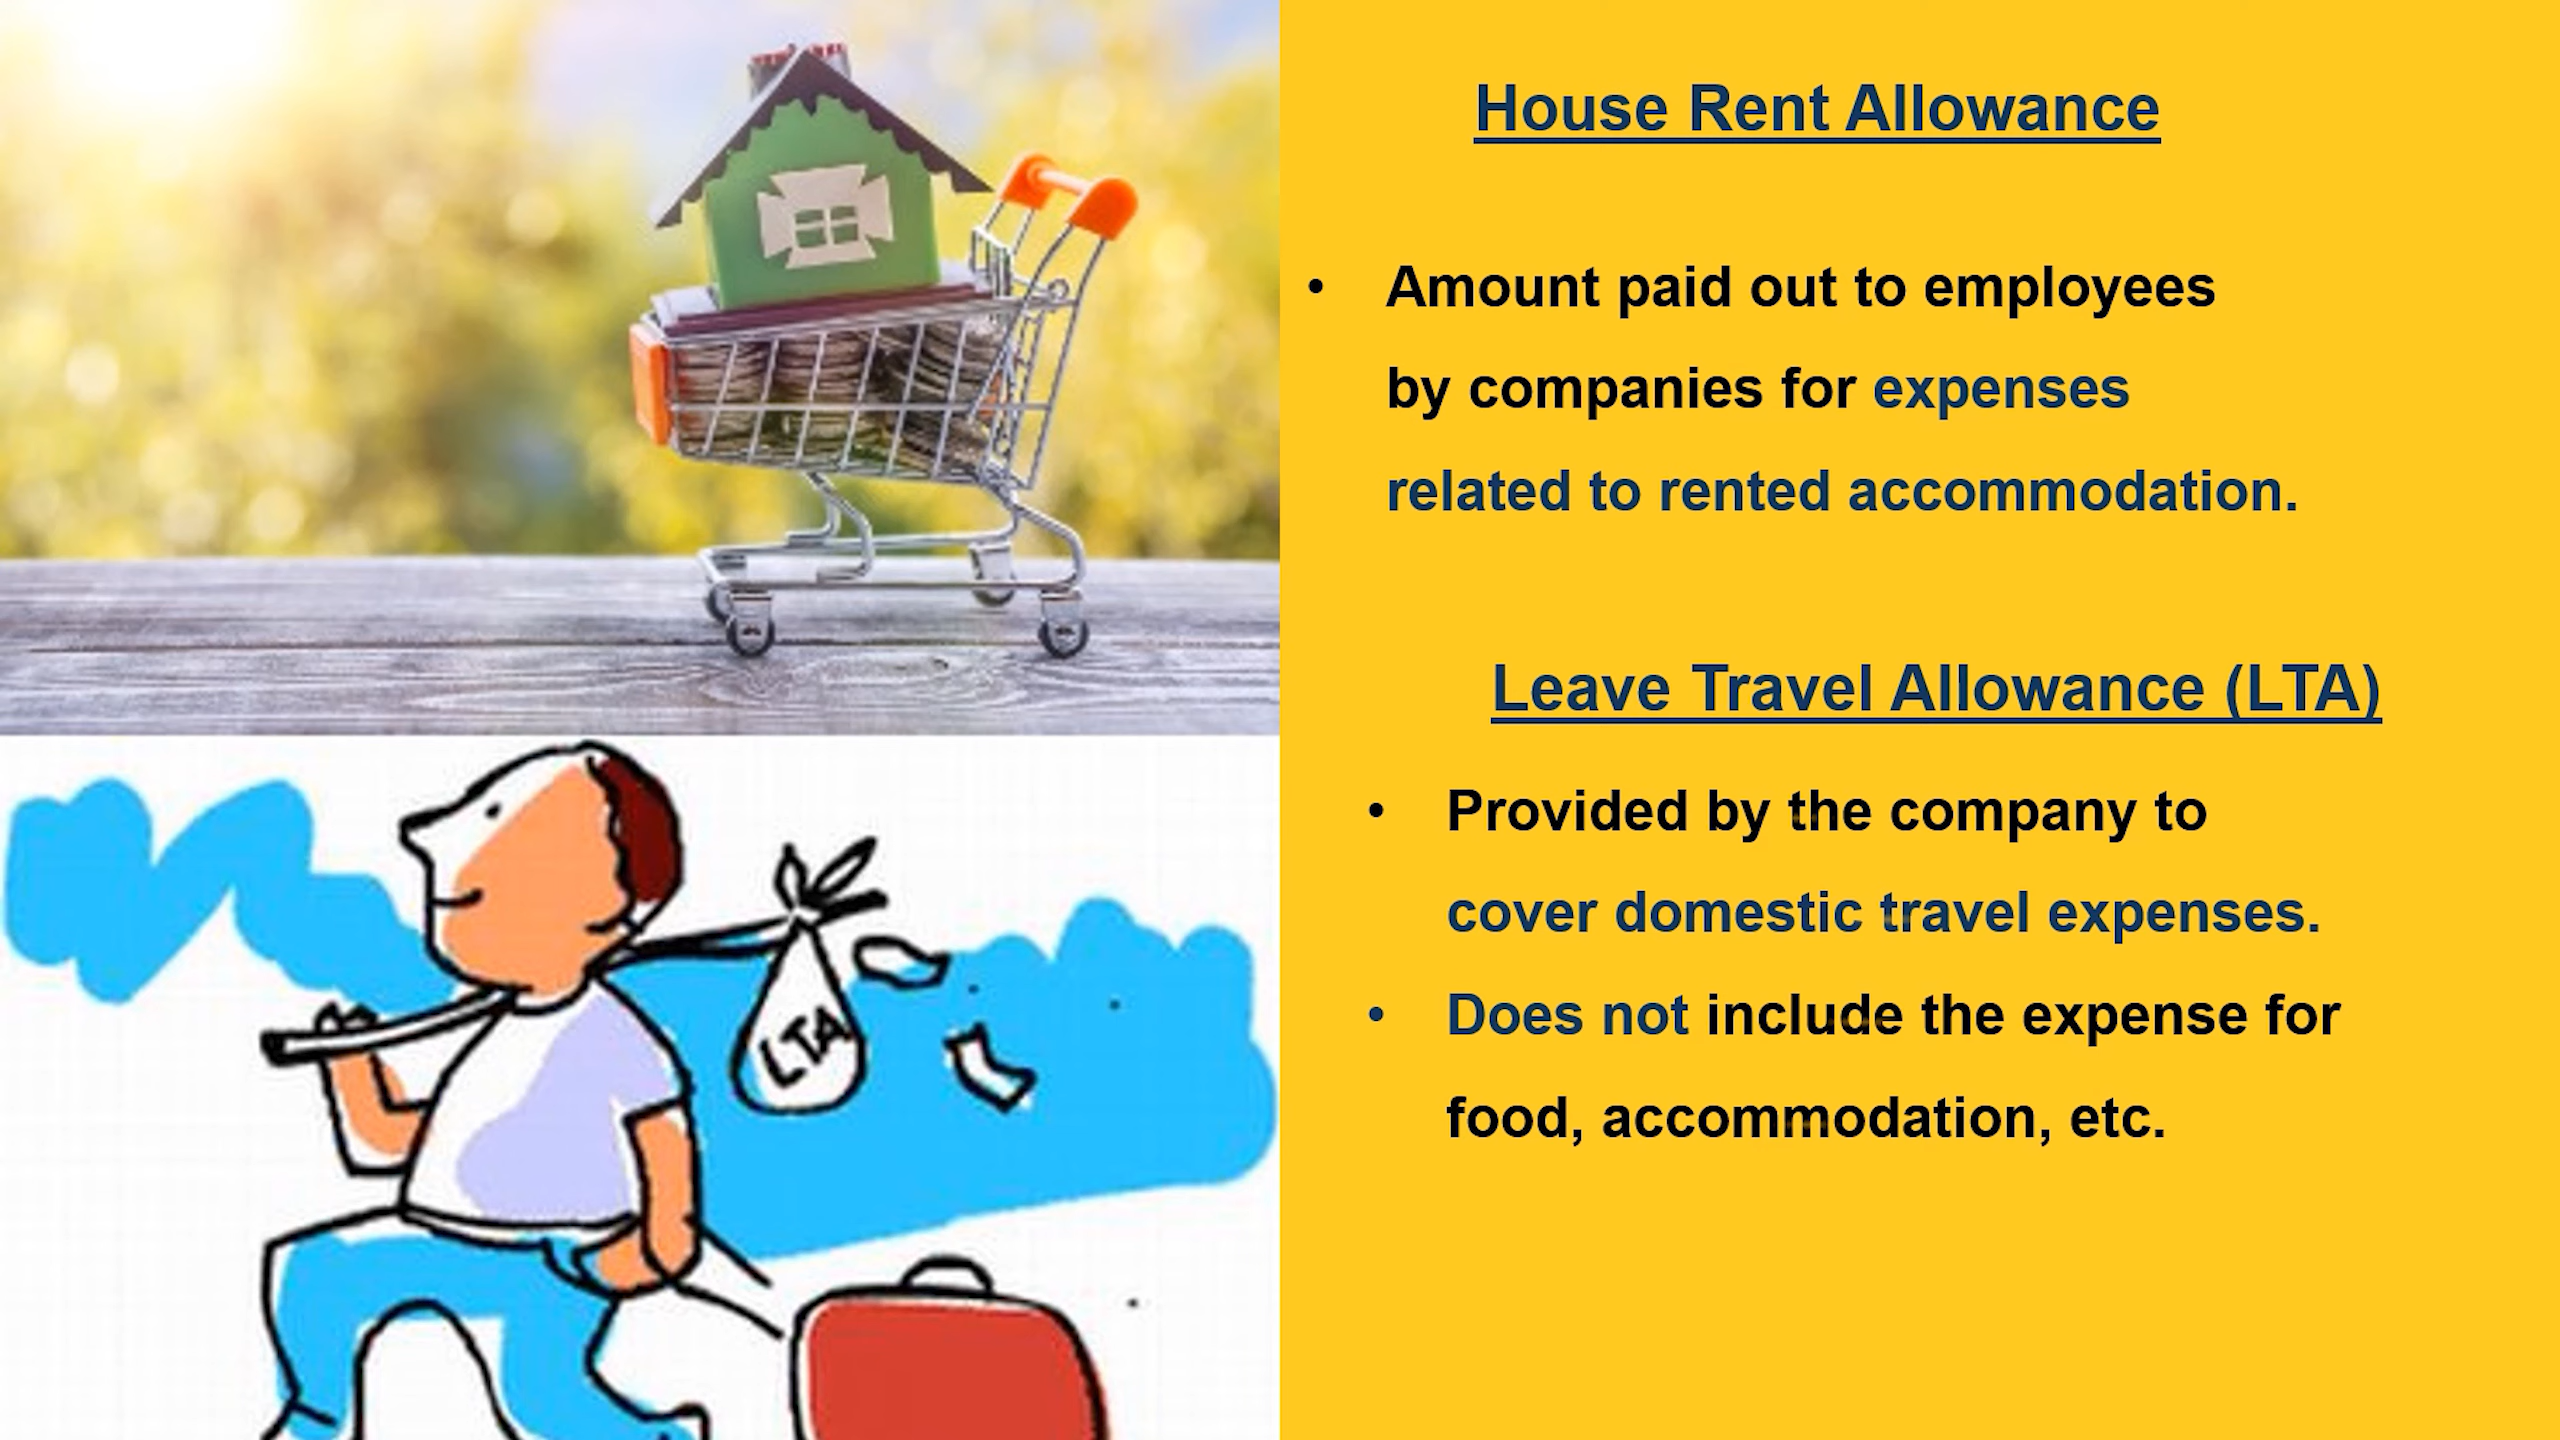 House Rent Allowance
• Amount paid out to employees
by companies for expenses
related to rented accommodation.
Leave Travel Allowance (LTA)
• Provided by the company to
cover domestic travel expenses.
• Does not include the expense for
food, accommodation, etc.
LTA